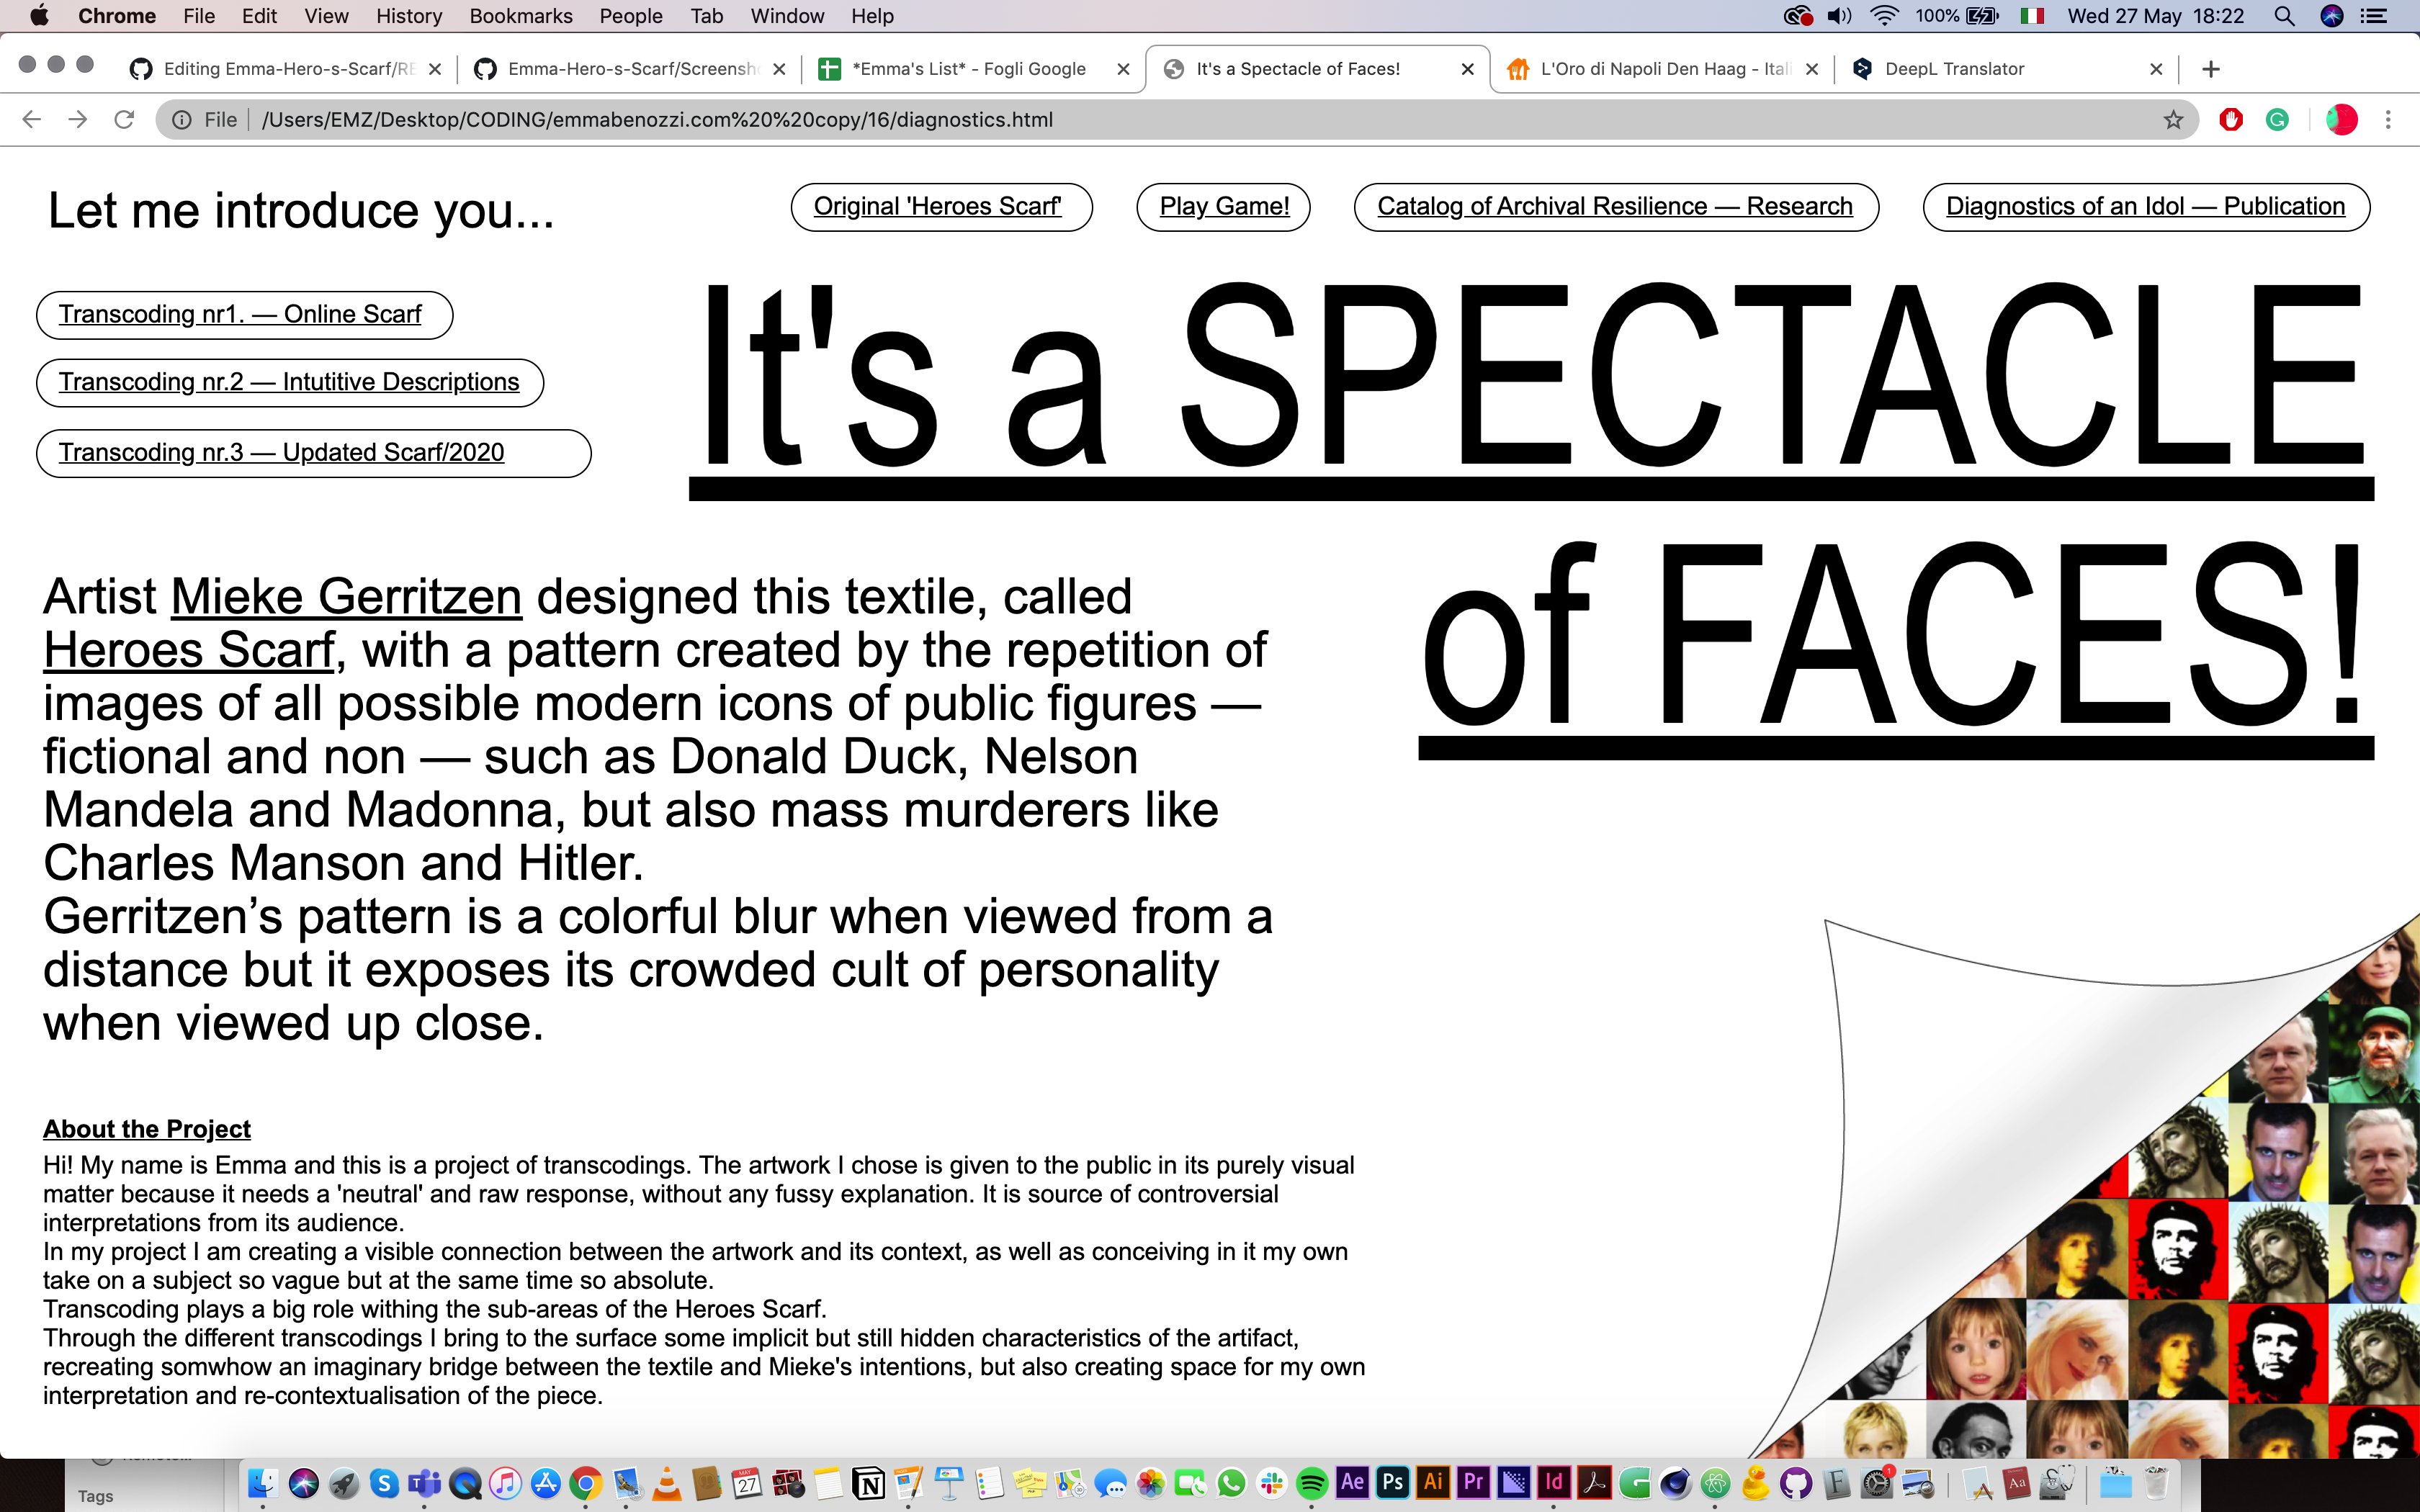 Chrome File Edit View History Bookmarks People Tab Window Help 100% Wed 27 May 18:22
Editing Emma-Hero-s-Scarf/RE
Emma-Hero-s-Scarf/Screensh
*Emma's List* - Fogli Google
It's a Spectacle of Faces!
L'Oro di Napoli Den Haag - Itali
DeepL Translator
File /Users/EMZ/Desktop/CODING/emmabenozzi.com%20%20copy/16/diagnostics.html
Let me introduce you...
Original 'Heroes Scarf'
Play Game!
Catalog of Archival Resilience — Research
Diagnostics of an Idol — Publication
Transcoding nr1. — Online Scarf
Transcoding nr.2 — Intutitive Descriptions
Transcoding nr.3 — Updated Scarf/2020
It's a SPECTACLE
of FACES!
Artist Mieke Gerritzen designed this textile, called
Heroes Scarf, with a pattern created by the repetition of
images of all possible modern icons of public figures —
fictional and non — such as Donald Duck, Nelson
Mandela and Madonna, but also mass murderers like
Charles Manson and Hitler.
Gerritzen’s pattern is a colorful blur when viewed from a
distance but it exposes its crowded cult of personality
when viewed up close.
About the Project
Hi! My name is Emma and this is a project of transcodings. The artwork I chose is given to the public in its purely visual
matter because it needs a 'neutral' and raw response, without any fussy explanation. It is source of controversial
interpretations from its audience.
In my project I am creating a visible connection between the artwork and its context, as well as conceiving in it my own
take on a subject so vague but at the same time so absolute.
Transcoding plays a big role withing the sub-areas of the Heroes Scarf.
Through the different transcodings I bring to the surface some implicit but still hidden characteristics of the artifact,
recreating somwhow an imaginary bridge between the textile and Mieke's intentions, but also creating space for my own
interpretation and re-contextualisation of the piece.
Tags
MAY
27
Ae Ps Ai Pr Id
1
Aa